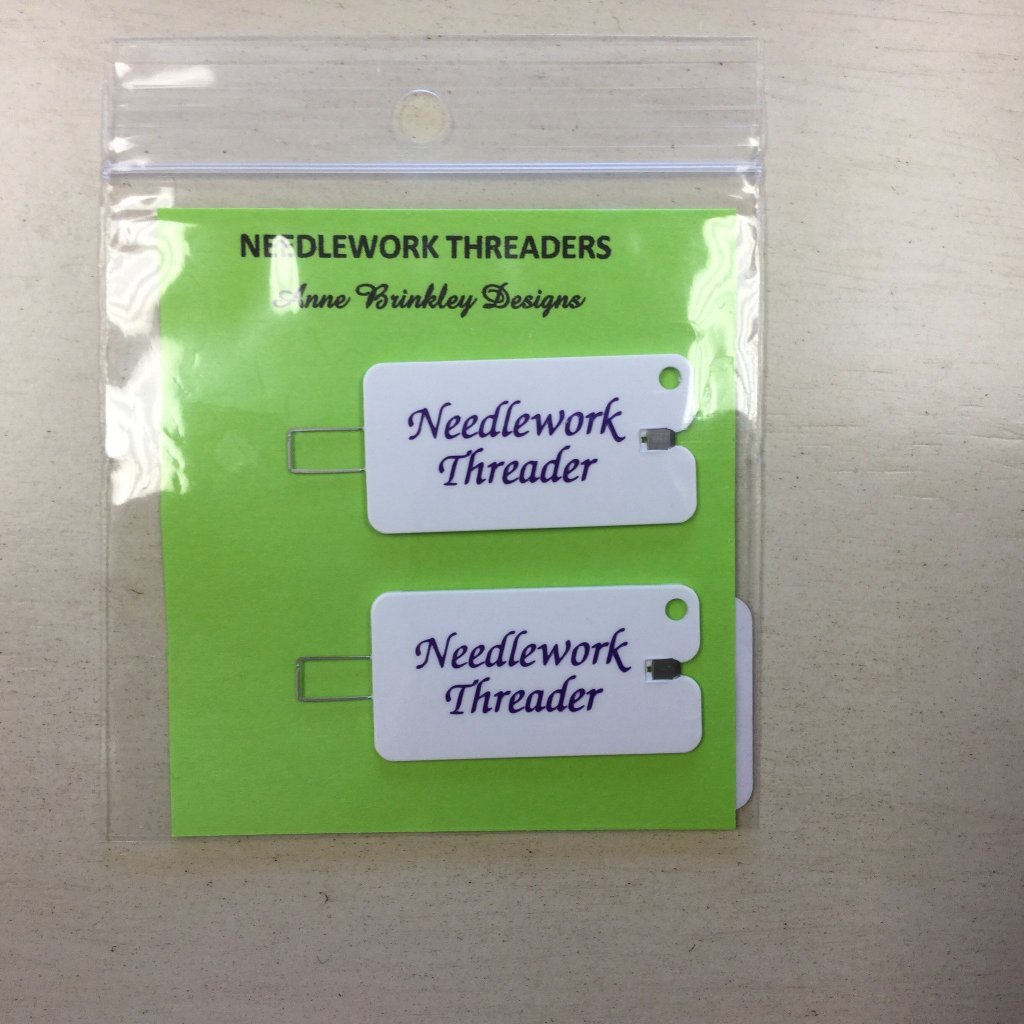 NEEDLEWORK THREADERS
Anne Brinkley Designs
Needlework
Threader
Needlework
Threader